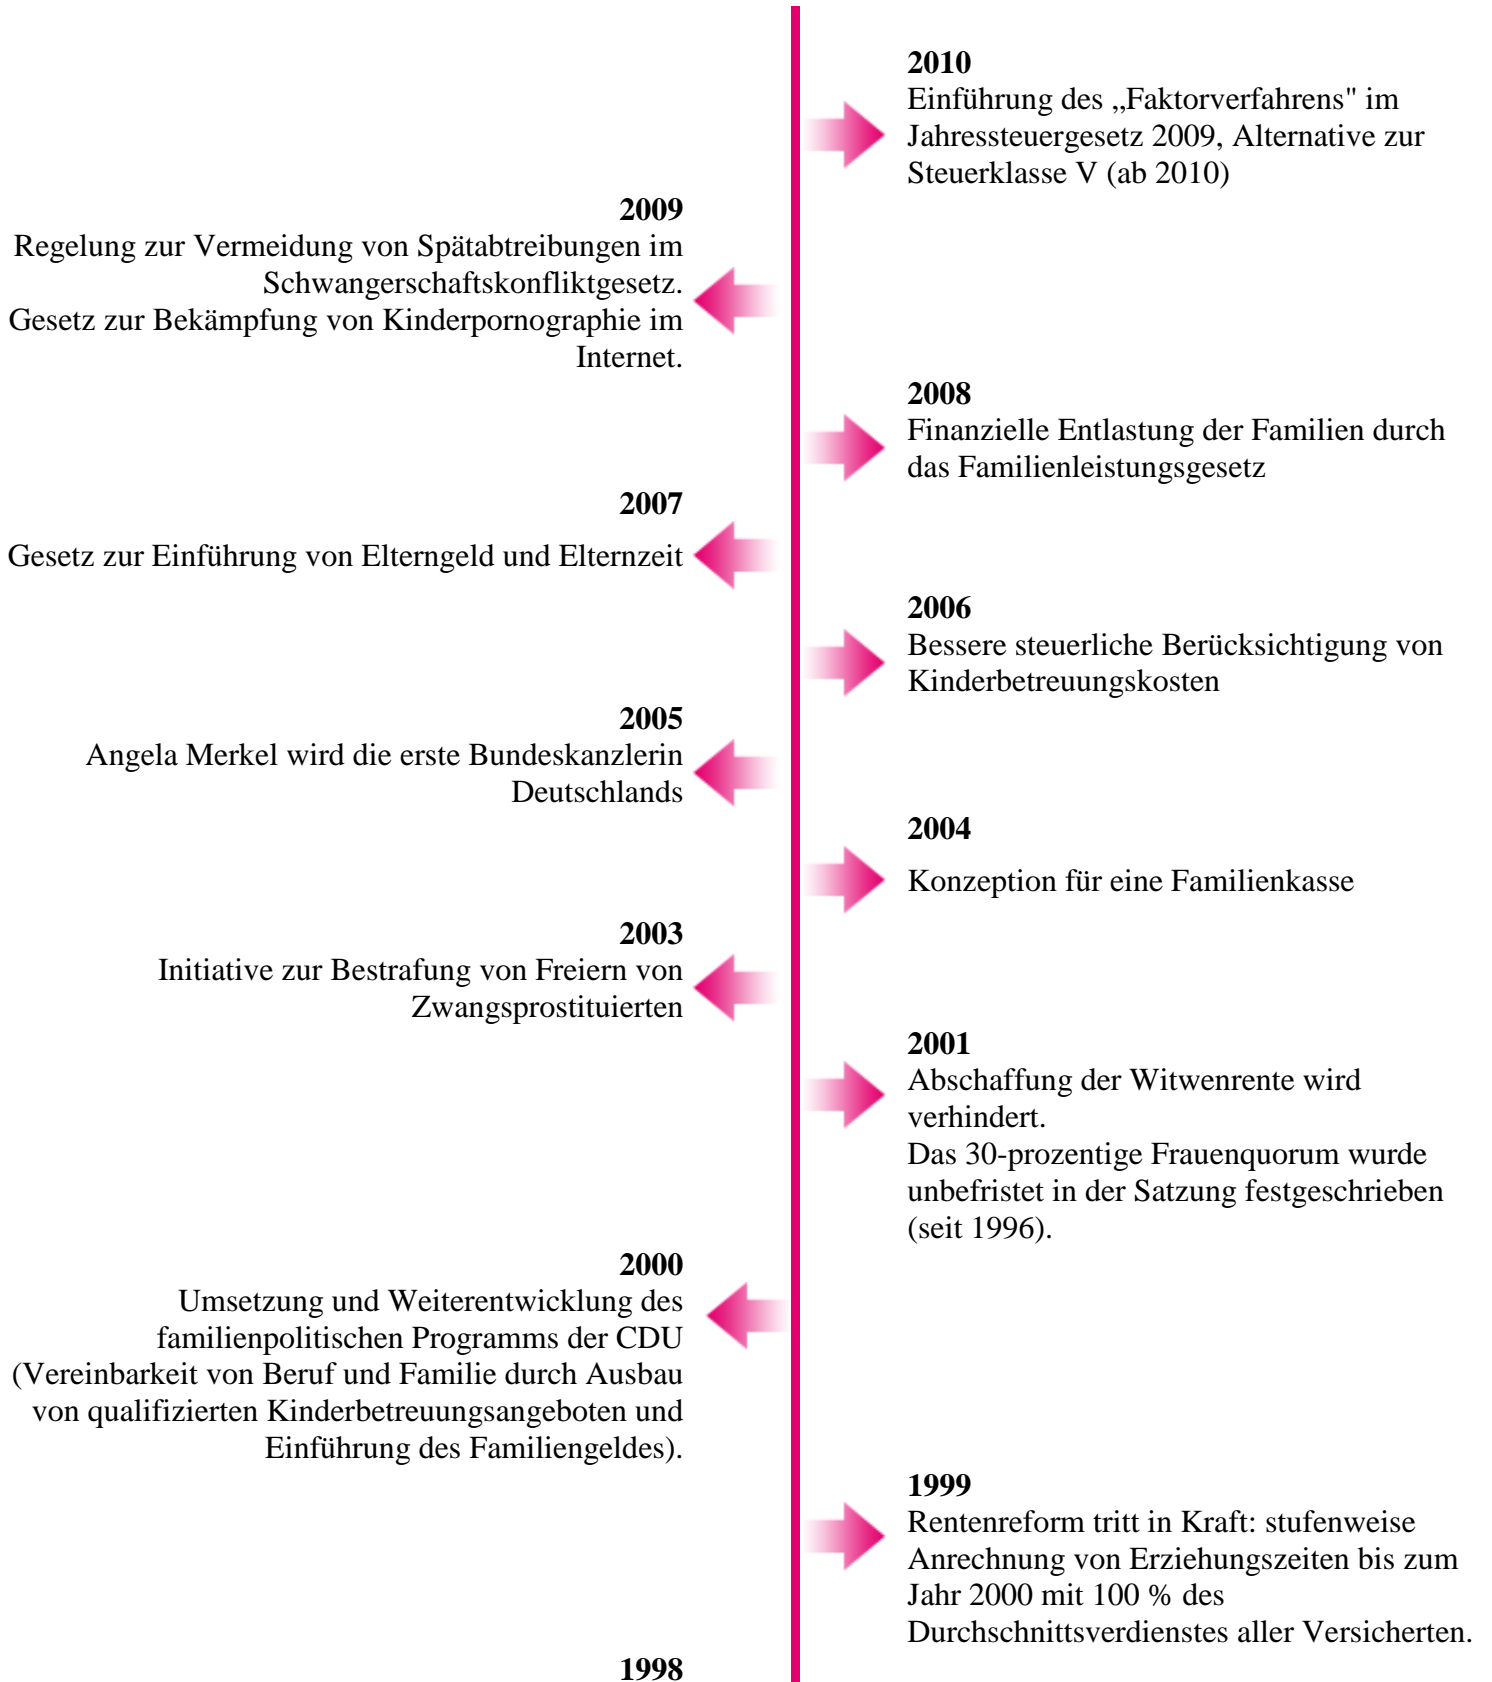 2010
Einführung des „Faktorverfahrens" im
Jahressteuergesetz 2009, Alternative zur
Steuerklasse V (ab 2010)
2009
Regelung zur Vermeidung von Spätabtreibungen im
Schwangerschaftskonfliktgesetz.
Gesetz zur Bekämpfung von Kinderpornographie im
Internet.
2008
Finanzielle Entlastung der Familien durch
das Familienleistungsgesetz
2007
Gesetz zur Einführung von Elterngeld und Elternzeit
2006
Bessere steuerliche Berücksichtigung von
Kinderbetreuungskosten
2005
Angela Merkel wird die erste Bundeskanzlerin
Deutschlands
2004
Konzeption für eine Familienkasse
2003
Initiative zur Bestrafung von Freiern von
Zwangsprostituierten
2001
Abschaffung der Witwenrente wird
verhindert.
Das 30-prozentige Frauenquorum wurde
unbefristet in der Satzung festgeschrieben
(seit 1996).
2000
Umsetzung und Weiterentwicklung des
familienpolitischen Programms der CDU
(Vereinbarkeit von Beruf und Familie durch Ausbau
von qualifizierten Kinderbetreuungsangeboten und
Einführung des Familiengeldes).
1999
Rentenreform tritt in Kraft: stufenweise
Anrechnung von Erziehungszeiten bis zum
Jahr 2000 mit 100 % des
Durchschnittsverdienstes aller Versicherten.
1998